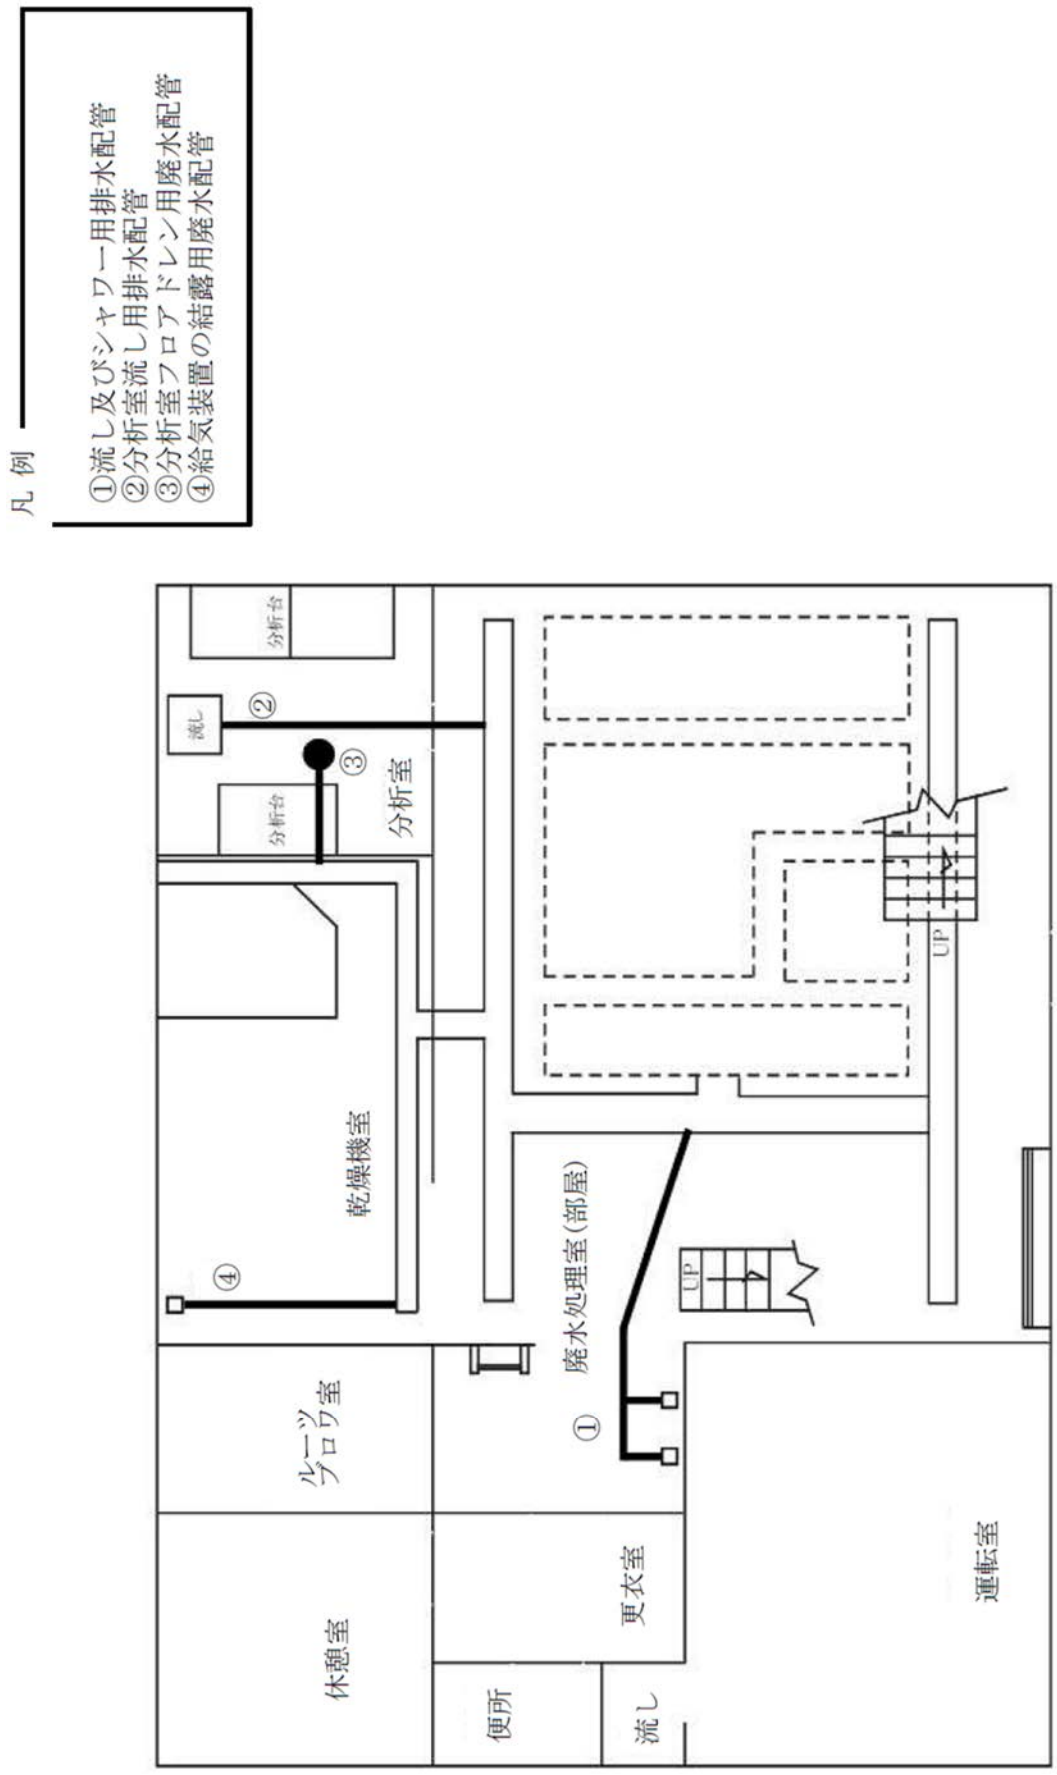 凡 例
①流し及びシャワー用排水配管
②分析室流し用排水配管
③分析室フロアドレン用廃水配管
④給気装置の結露用廃水配管
休憩室
ルーツ
ブロワ室
④
乾燥機室
分析台
③
流し
②
分析台
分析室
便所
流し
更衣室
①
廃水処理室(部屋)
UP
UP
運転室